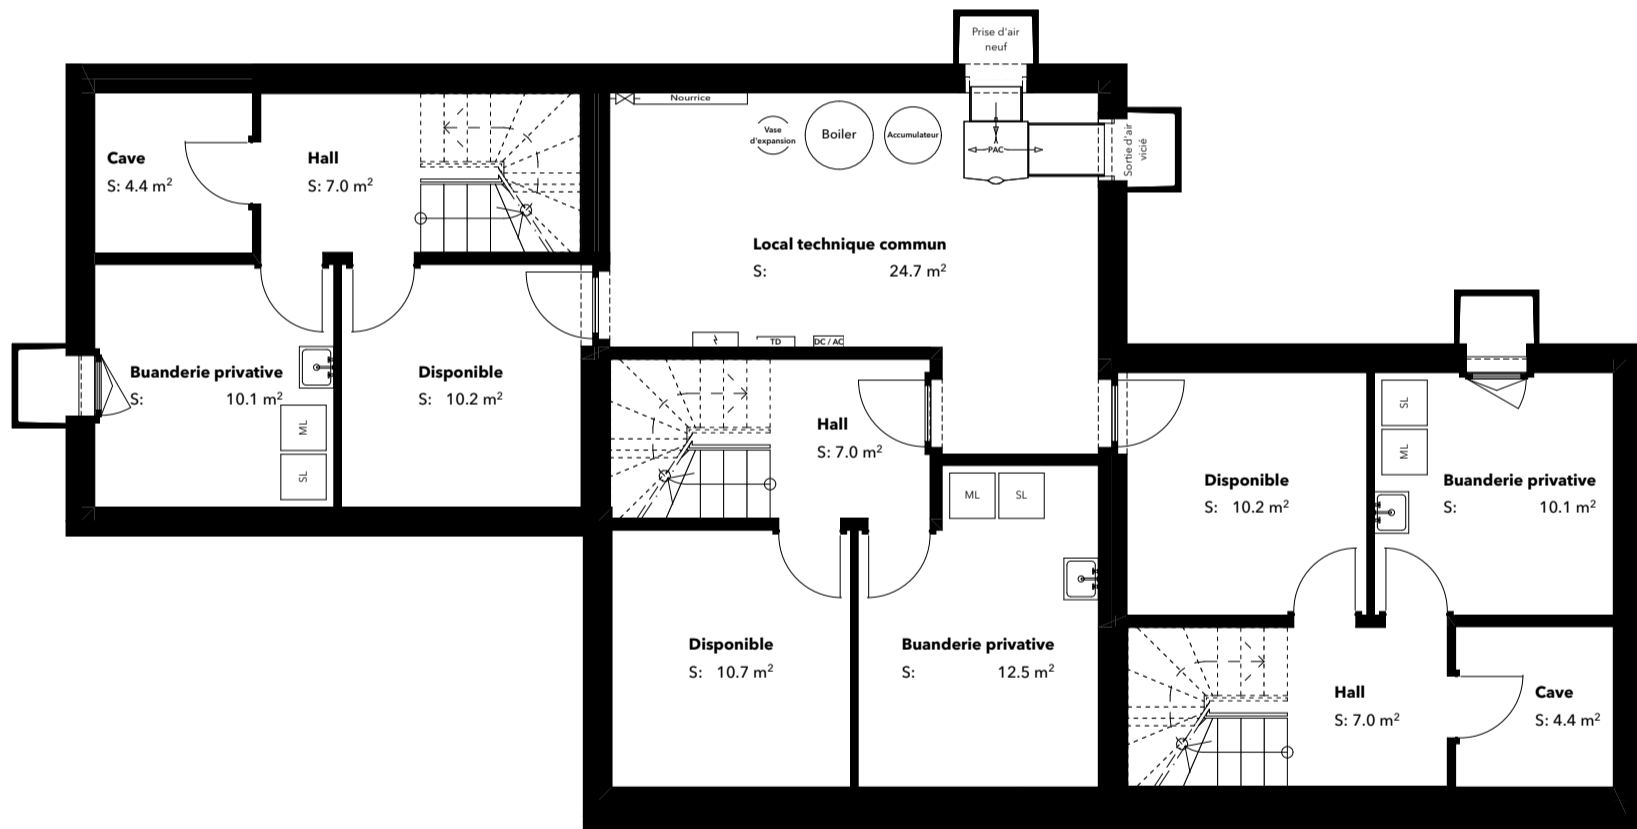 Prise d'air
neuf
Nourrice
Vase
d'expansion
Boiler
Accumulateur
PAC
Sortie d'air
vicié
Cave
S: 4.4 m²
Hall
S: 7.0 m²
Local technique commun
S: 24.7 m²
TD
DC / AC
Buanderie privative
S: 10.1 m²
ML
SL
Disponible
S: 10.2 m²
Hall
S: 7.0 m²
ML
SL
Disponible
S: 10.2 m²
SL
ML
Buanderie privative
S: 10.1 m²
Disponible
S: 10.7 m²
Buanderie privative
S: 12.5 m²
Hall
S: 7.0 m²
Cave
S: 4.4 m²